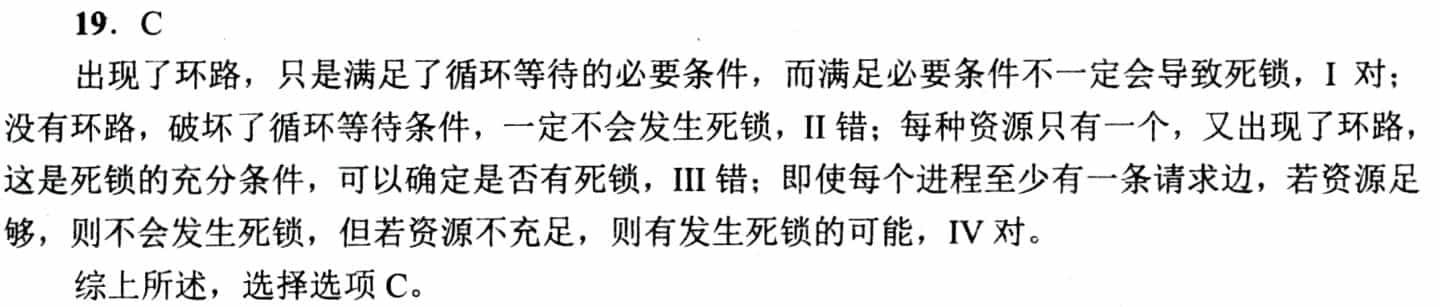 19．C
出现了环路，只是满足了循环等待的必要条件，而满足必要条件不一定会导致死锁，I 对；
没有环路，破坏了循环等待条件，一定不会发生死锁，II 错；每种资源只有一个，又出现了环路，
这是死锁的充分条件，可以确定是否有死锁，III 错；即使每个进程至少有一条请求边，若资源足
够，则不会发生死锁，但若资源不充足，则有发生死锁的可能，IV 对。
综上所述，选择选项 C。